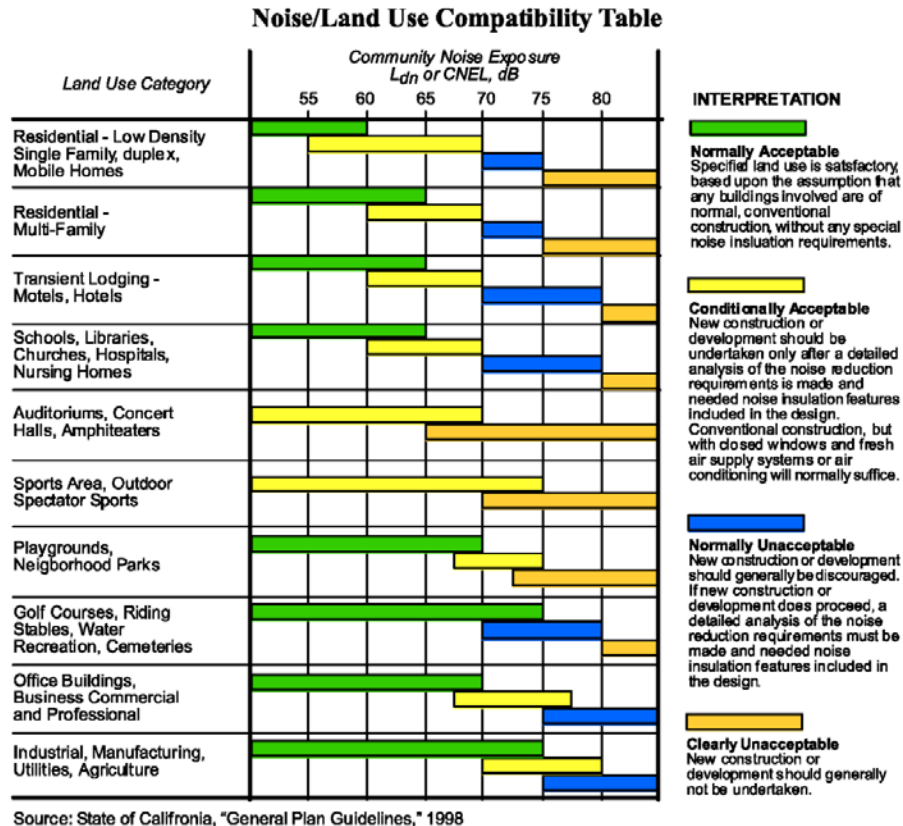 Noise/Land Use Compatibility Table
Land Use Category
Community Noise Exposure
Ldn or CNEL, dB
55 60 65 70 75 80
Residential - Low Density
Single Family, duplex,
Mobile Homes
Residential -
Multi-Family
Transient Lodging -
Motels, Hotels
Schools, Libraries,
Churches, Hospitals,
Nursing Homes
Auditoriums, Concert
Halls, Amphiteaters
Sports Area, Outdoor
Spectator Sports
Playgrounds,
Neigborhood Parks
Golf Courses, Riding
Stables, Water
Recreation, Cemeteries
Office Buildings,
Business Commercial
and Professional
Industrial, Manufacturing,
Utilities, Agriculture
INTERPRETATION
Normally Acceptable
Specified land use is satisfactory,
based upon the assumption that
any buildings involved are of
normal, conventional
construction, without any special
noise insluation requirements.
Conditionally Acceptable
New construction or
development should be
undertaken only after a detailed
analysis of the noise reduction
requirements is made and
needed noise insulation features
included in the design.
Conventional construction, but
with closed windows and fresh
air supply systems or air
conditioning will normally suffice.
Normally Unacceptable
New construction or development
should generally be discouraged.
If new construction or
development does proceed, a
detailed analysis of the noise
reduction requirements must be
made and needed noise
insulation features included in
the design.
Clearly Unacceptable
New construction or
development should generally
not be undertaken.
Source: State of Califronia, "General Plan Guidelines," 1998